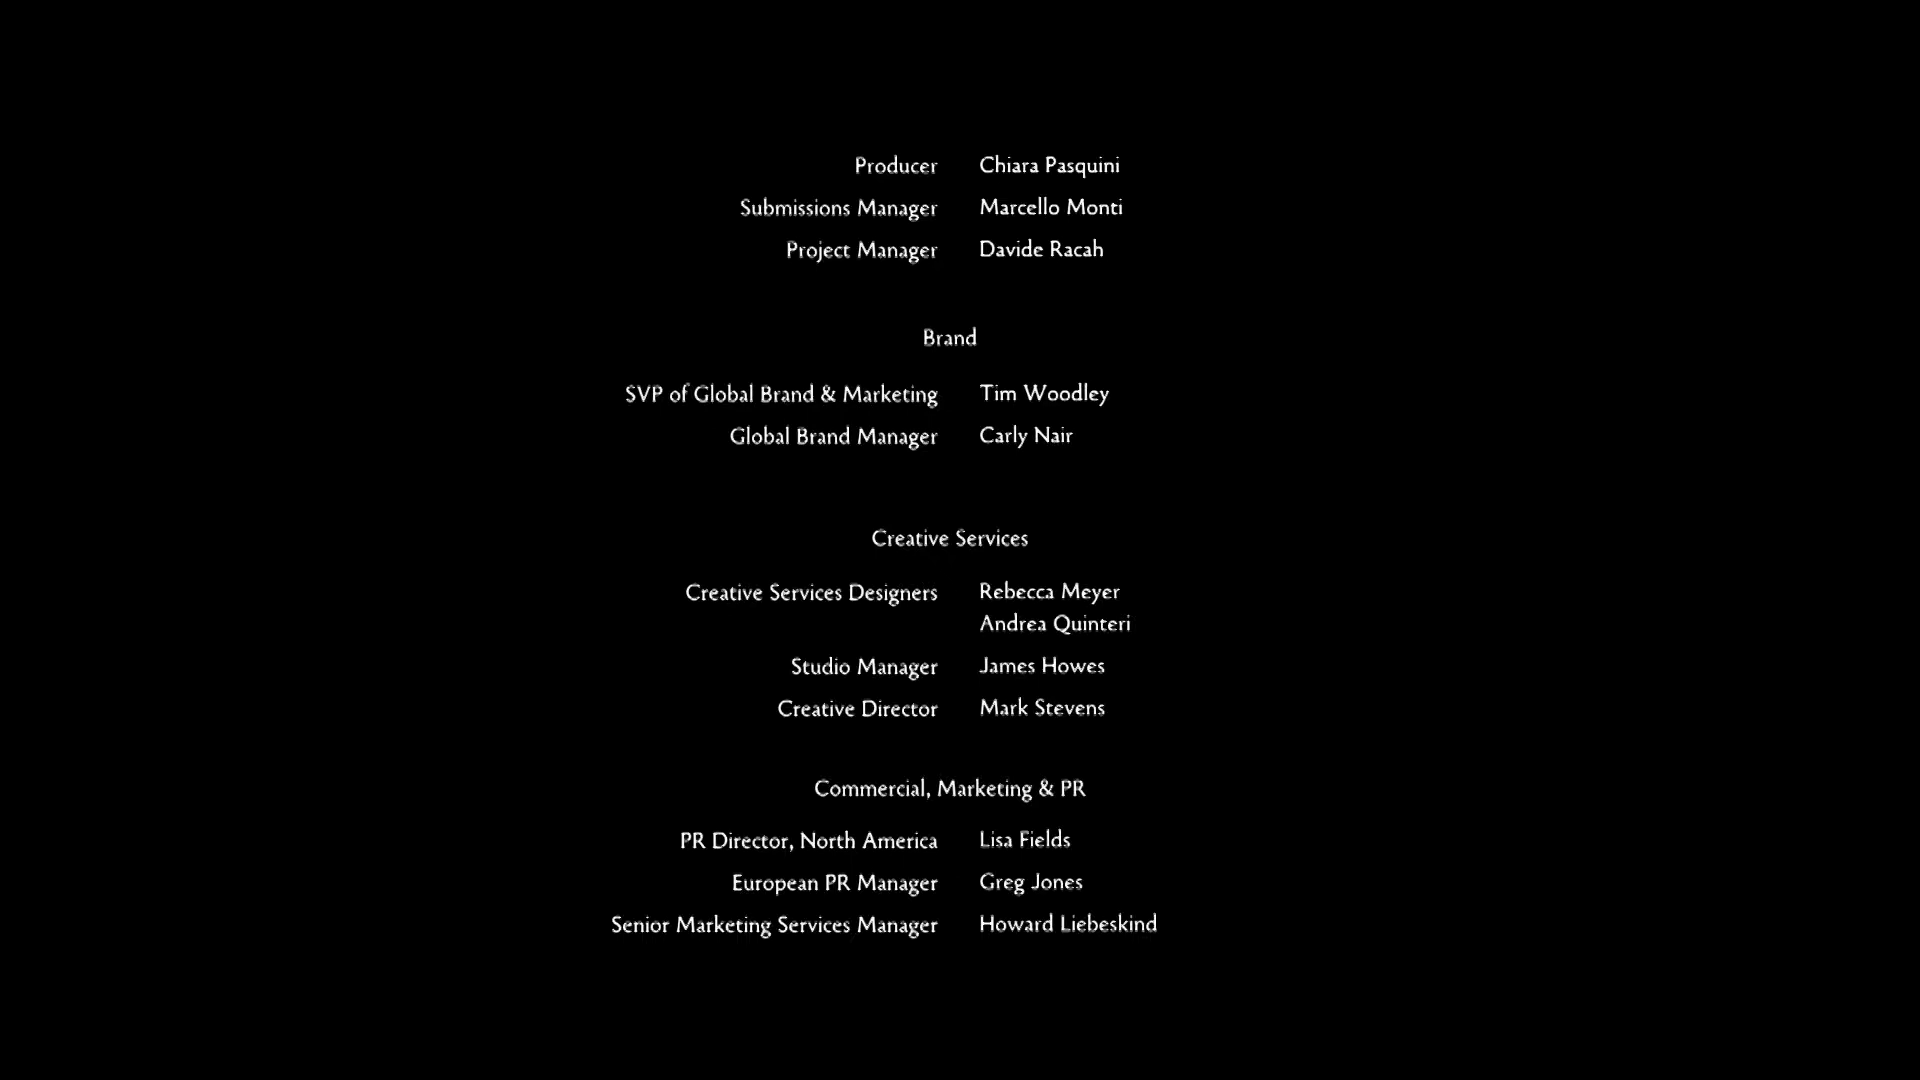 Producer Chiara Pasquini
Submissions Manager Marcello Monti
Project Manager Davide Racah
Brand
SVP of Global Brand & Marketing Tim Woodley
Global Brand Manager Carly Nair
Creative Services
Creative Services Designers Rebecca Meyer
Andrea Quinteri
Studio Manager James Howes
Creative Director Mark Stevens
Commercial, Marketing & PR
PR Director, North America Lisa Fields
European PR Manager Greg Jones
Senior Marketing Services Manager Howard Liebeskind